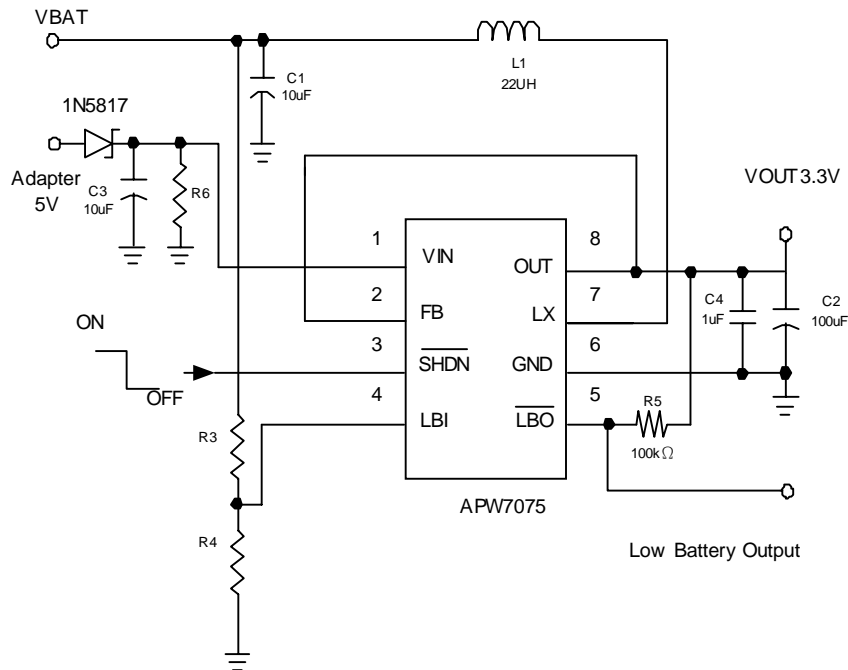 VBAT
L1
22UH
C1
10uF
1N5817
Adapter
5V
C3
10uF
R6
VOUT3.3V
1
2
3
4
VIN
FB
SHDN
LBI
OUT
LX
GND
LBO
8
7
6
5
C4
1uF
C2
100uF
ON
OFF
R3
R4
R5
100kΩ
APW7075
Low Battery Output